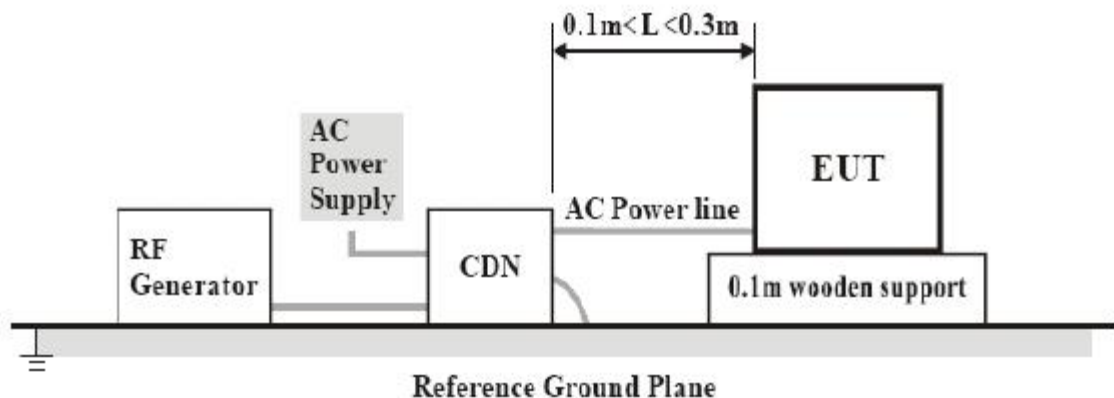 0.1m< L <0.3m
AC
Power
Supply
EUT
AC Power line
RF
Generator
CDN
0.1m wooden support
Reference Ground Plane